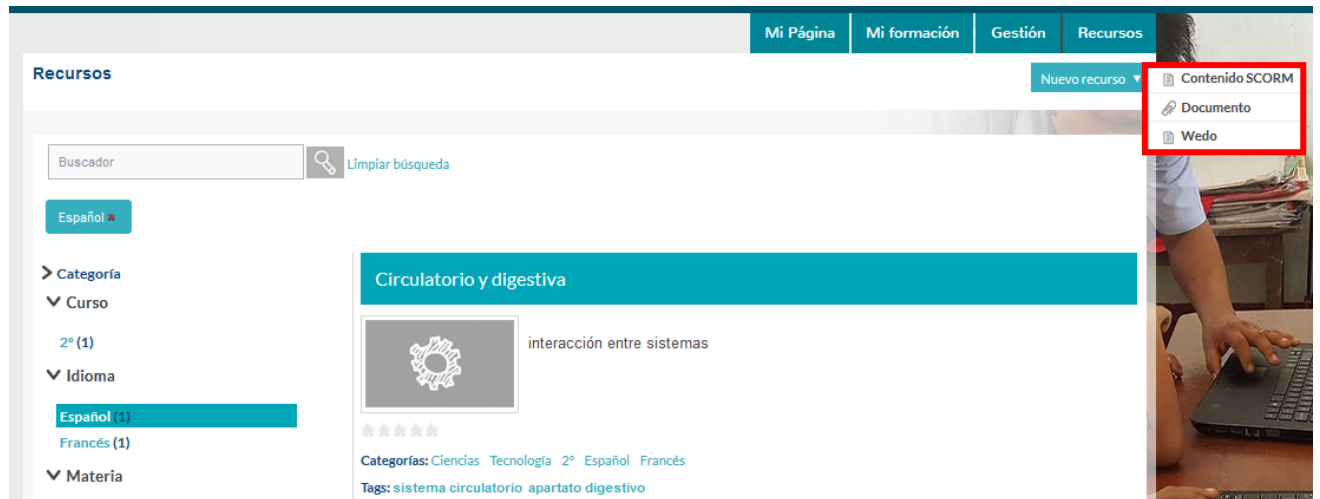 Mi Página Mi formación Gestión Recursos
Recursos
Nuevo recurso
Contenido SCORM
Documento
Wedo
Buscador Limpiar búsqueda
Español
Categoría
Curso
2º (1)
Idioma
Español (1)
Francés (1)
Materia
Circulatorio y digestiva
interacción entre sistemas
Categorías: Ciencias Tecnología 2º Español Francés
Tags: sistema circulatorio apartato digestivo